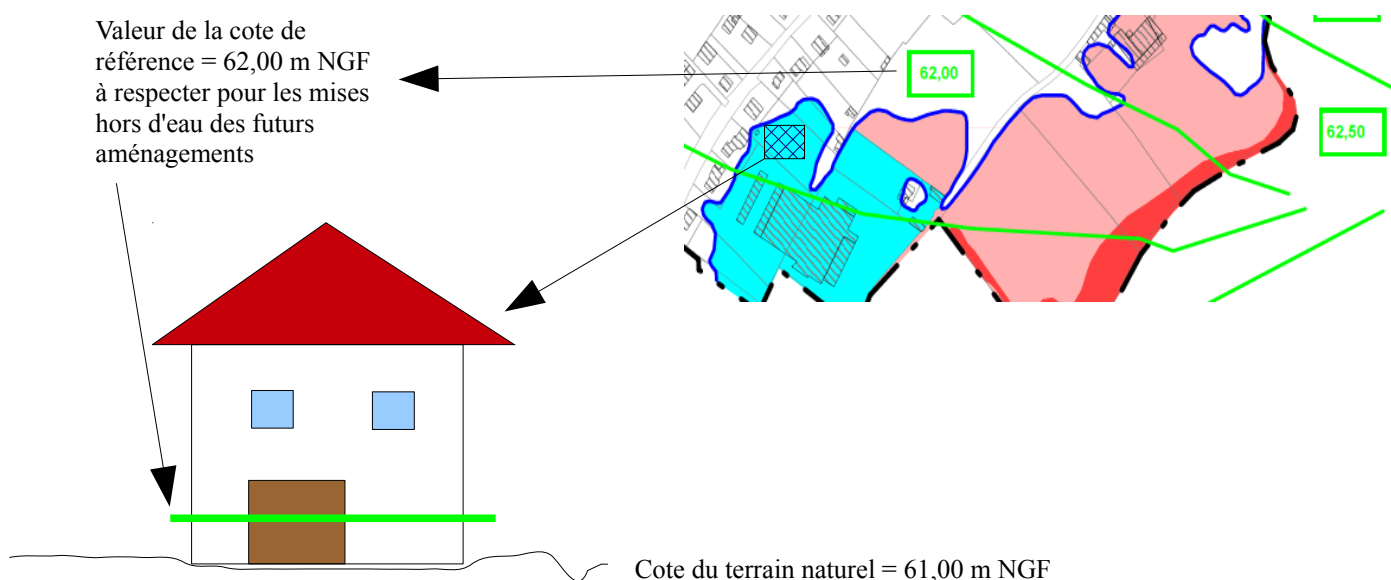 Valeur de la cote de
référence = 62,00 m NGF
à respecter pour les mises
hors d'eau des futurs
aménagements
62,00
62,50
Cote du terrain naturel = 61,00 m NGF